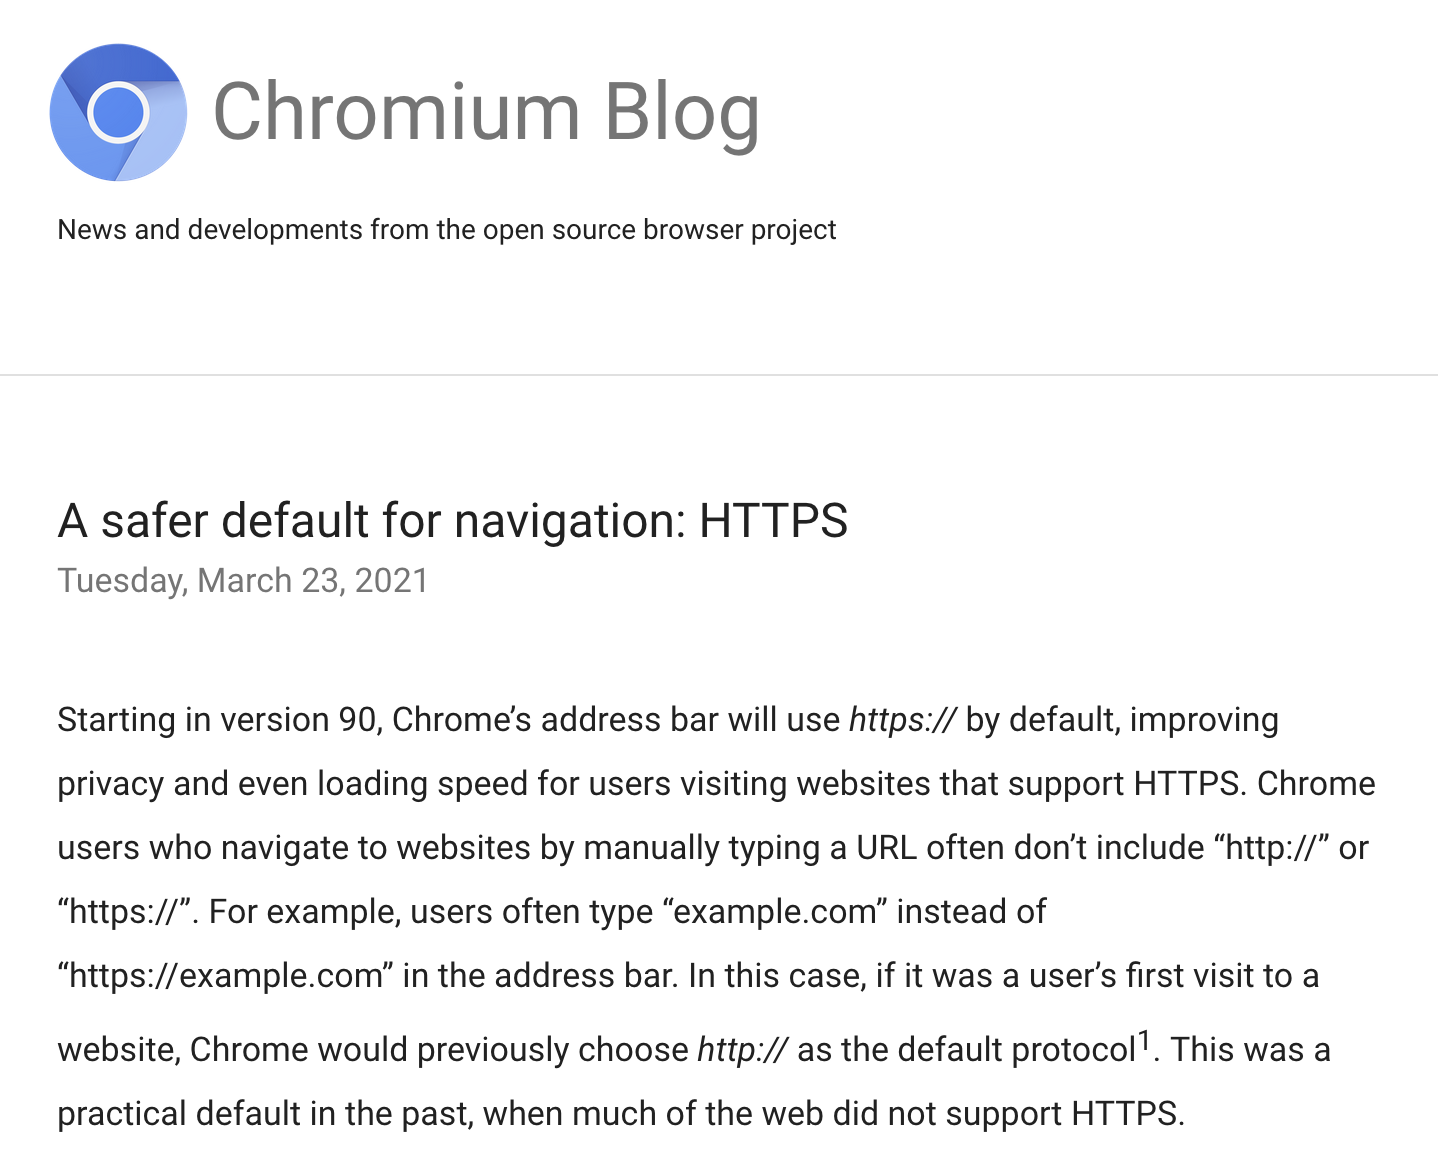 Chromium Blog
News and developments from the open source browser project
A safer default for navigation: HTTPS
Tuesday, March 23, 2021
Starting in version 90, Chrome’s address bar will use https:// by default, improving
privacy and even loading speed for users visiting websites that support HTTPS. Chrome
users who navigate to websites by manually typing a URL often don’t include “http://” or
“https://”. For example, users often type “example.com” instead of
“https://example.com” in the address bar. In this case, if it was a user’s first visit to a
website, Chrome would previously choose http:// as the default protocol¹. This was a
practical default in the past, when much of the web did not support HTTPS.